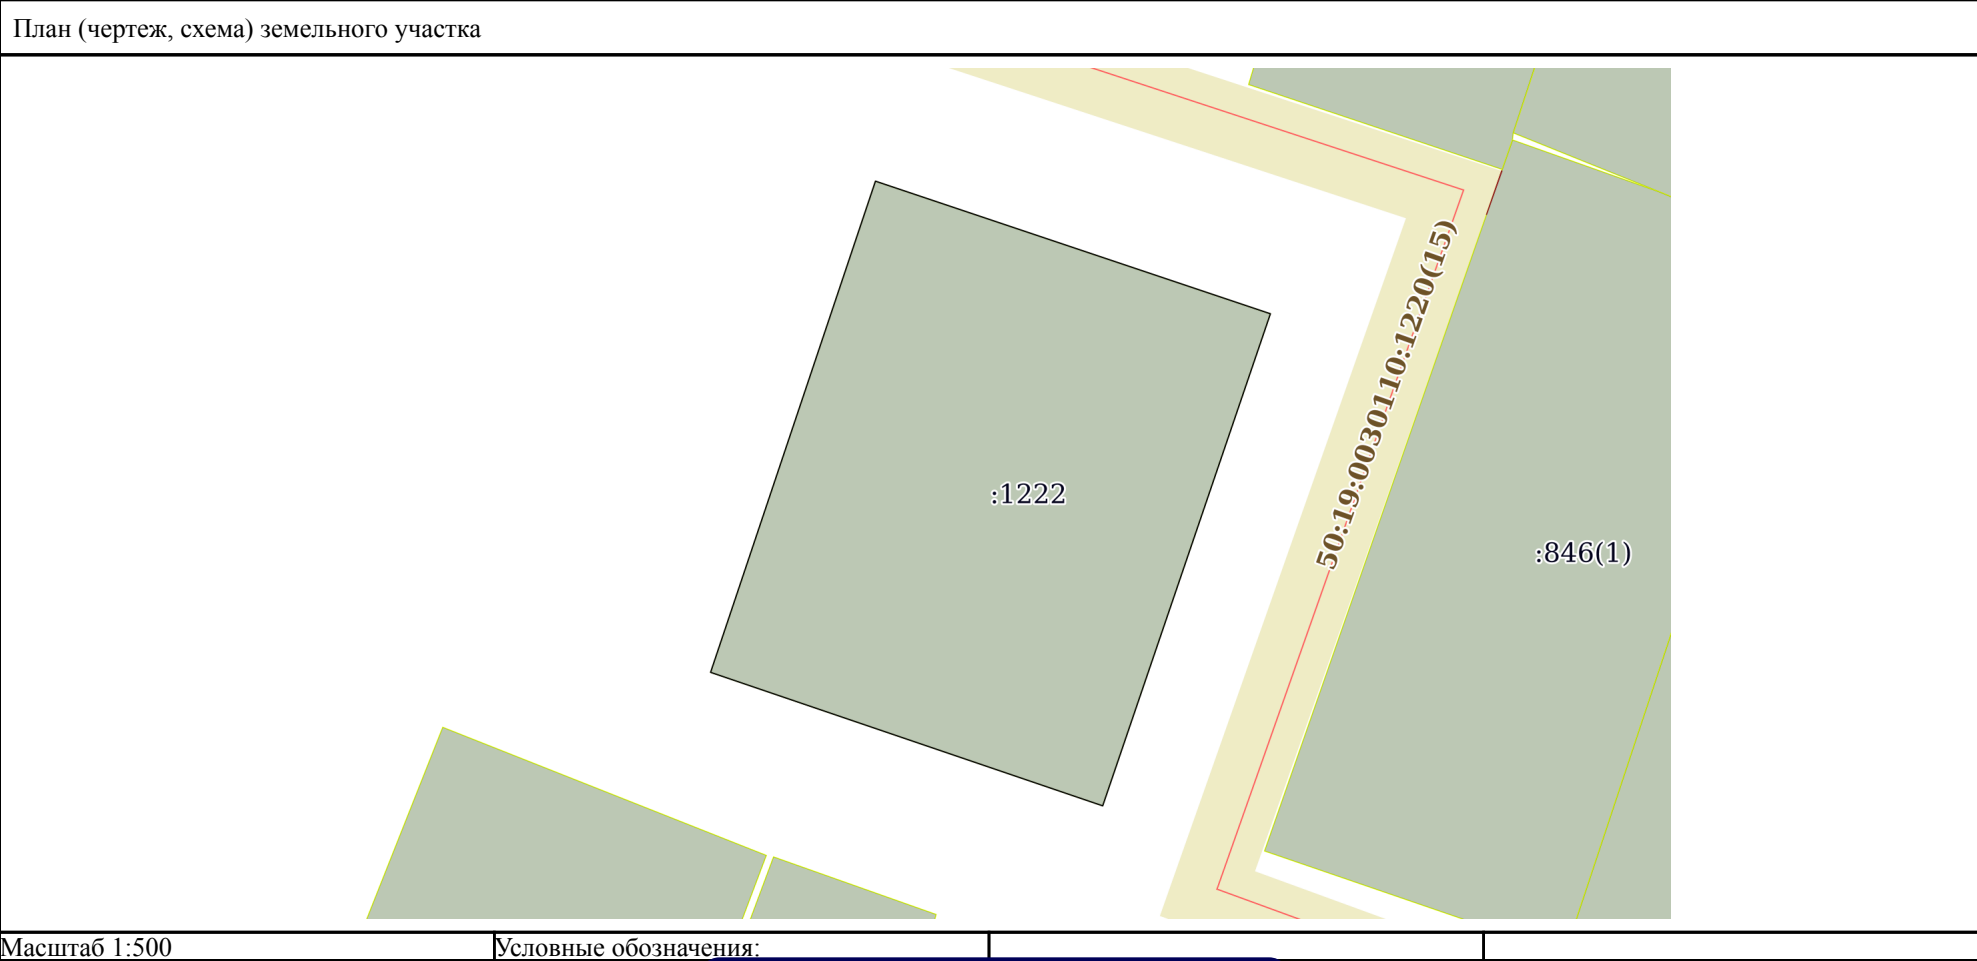 План (чертеж, схема) земельного участка
50:19:0030110:1220(15)
:1222
:846(1)
Масштаб 1:500
Условные обозначения: